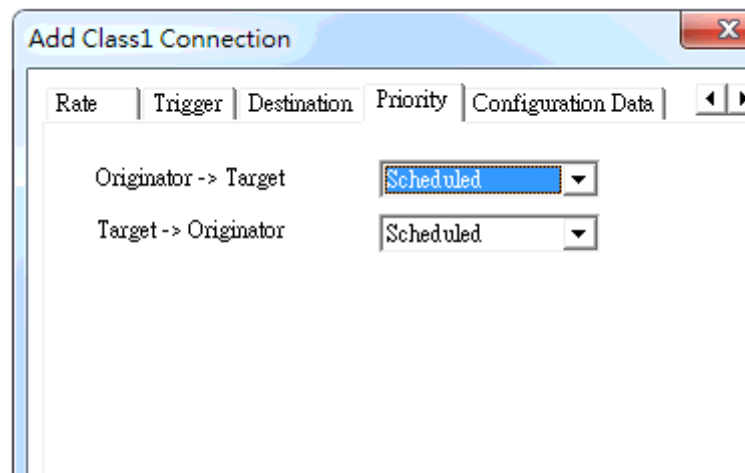 Add Class1 Connection
Rate Trigger Destination Priority Configuration Data
Originator -> Target Scheduled
Target -> Originator Scheduled